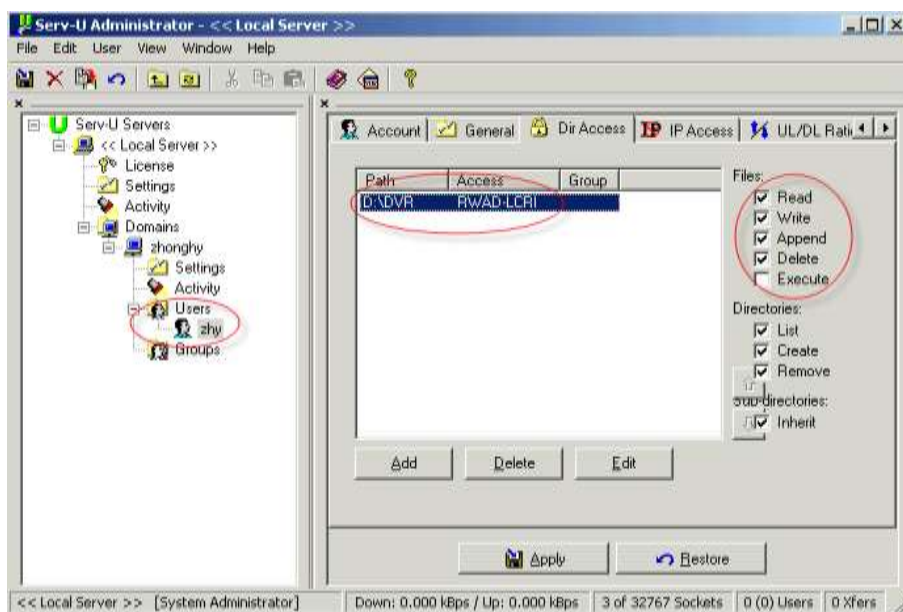 Serv-U Administrator - << Local Server >>
File Edit User View Window Help
Serv-U Servers
<< Local Server >>
License
Settings
Activity
Domains
zhonghy
Settings
Activity
Users
zhy
Groups
Account General Dir Access IP IP Access UL/DL Rati
Path Access Group
D:\DVR RWAD-LCRI
Files:
Read
Write
Append
Delete
Execute
Directories:
List
Create
Remove
Sub-directories:
Inherit
Add Delete Edit
Apply Restore
<< Local Server >> [System Administrator] Down: 0.000 kBps / Up: 0.000 kBps 3 of 32767 Sockets 0 (0) Users 0 Xfers